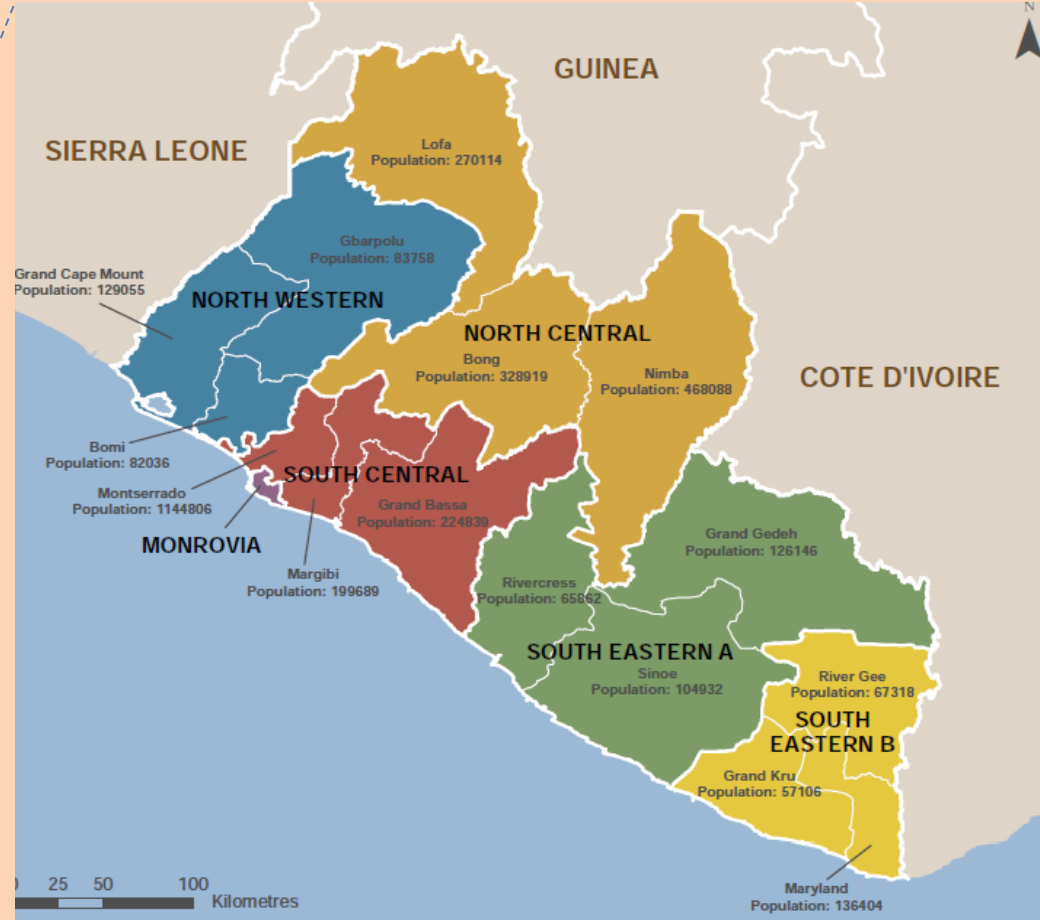 N
GUINEA
SIERRA LEONE
Lofa
Population: 270114
Gbarpolu
Population: 83758
Grand Cape Mount
Population: 129055
NORTH WESTERN
NORTH CENTRAL
Bong
Population: 328919
Nimba
Population: 468088
COTE D'IVOIRE
Bomi
Population: 82036
Montserrado
Population: 1144806
SOUTH CENTRAL
Grand Bassa
Population: 224839
MONROVIA
Margibi
Population: 199689
Grand Gedeh
Population: 126146
Rivercress
Population: 65862
SOUTH EASTERN A
Sinoe
Population: 104932
River Gee
Population: 67318
SOUTH
EASTERN B
Grand Kru
Population: 57106
Maryland
Population: 136404
0 25 50 100
Kilometres